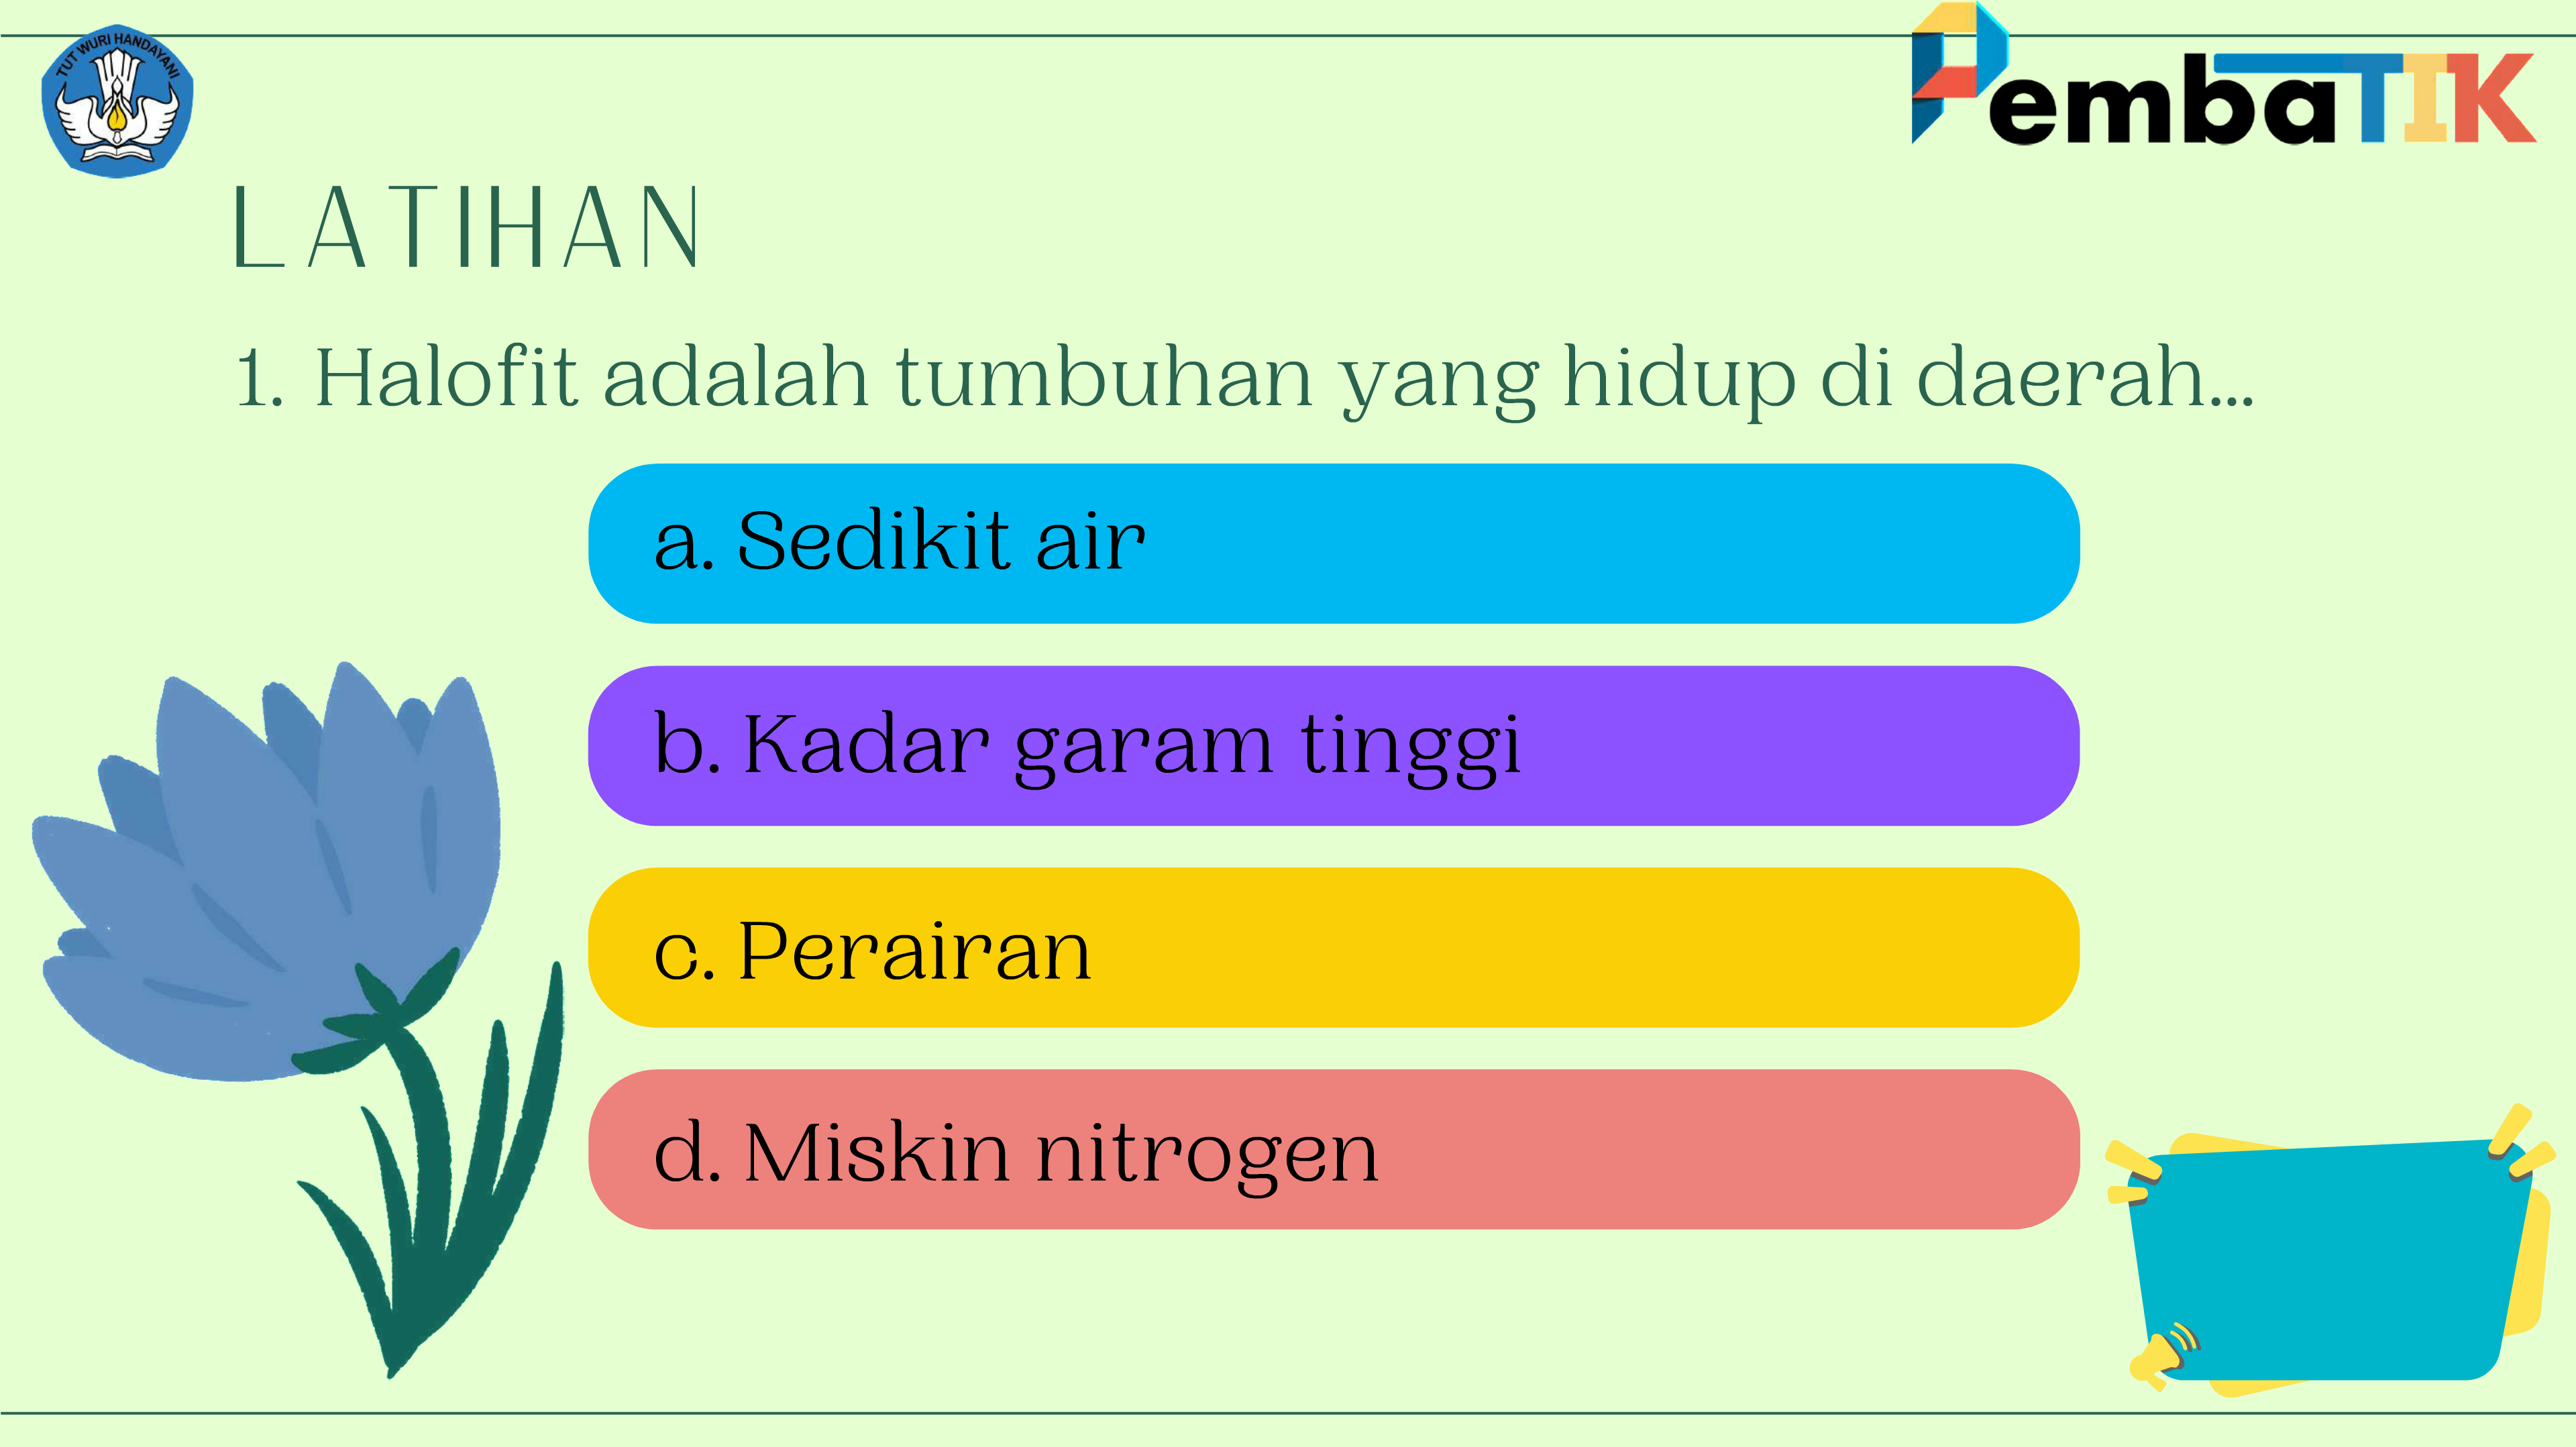 TUT WURI HANDAYANI
PembaTIK
LATIHAN
1. Halofit adalah tumbuhan yang hidup di daerah...
a. Sedikit air
b. Kadar garam tinggi
c. Perairan
d. Miskin nitrogen